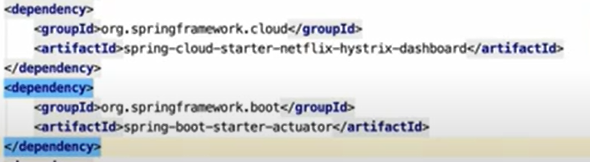 <dependency>
<groupId>org.springframework.cloud</groupId>
<artifactId>spring-cloud-starter-netflix-hystrix-dashboard</artifactId>
</dependency>
<dependency>
<groupId>org.springframework.boot</groupId>
<artifactId>spring-boot-starter-actuator</artifactId>
</dependency>